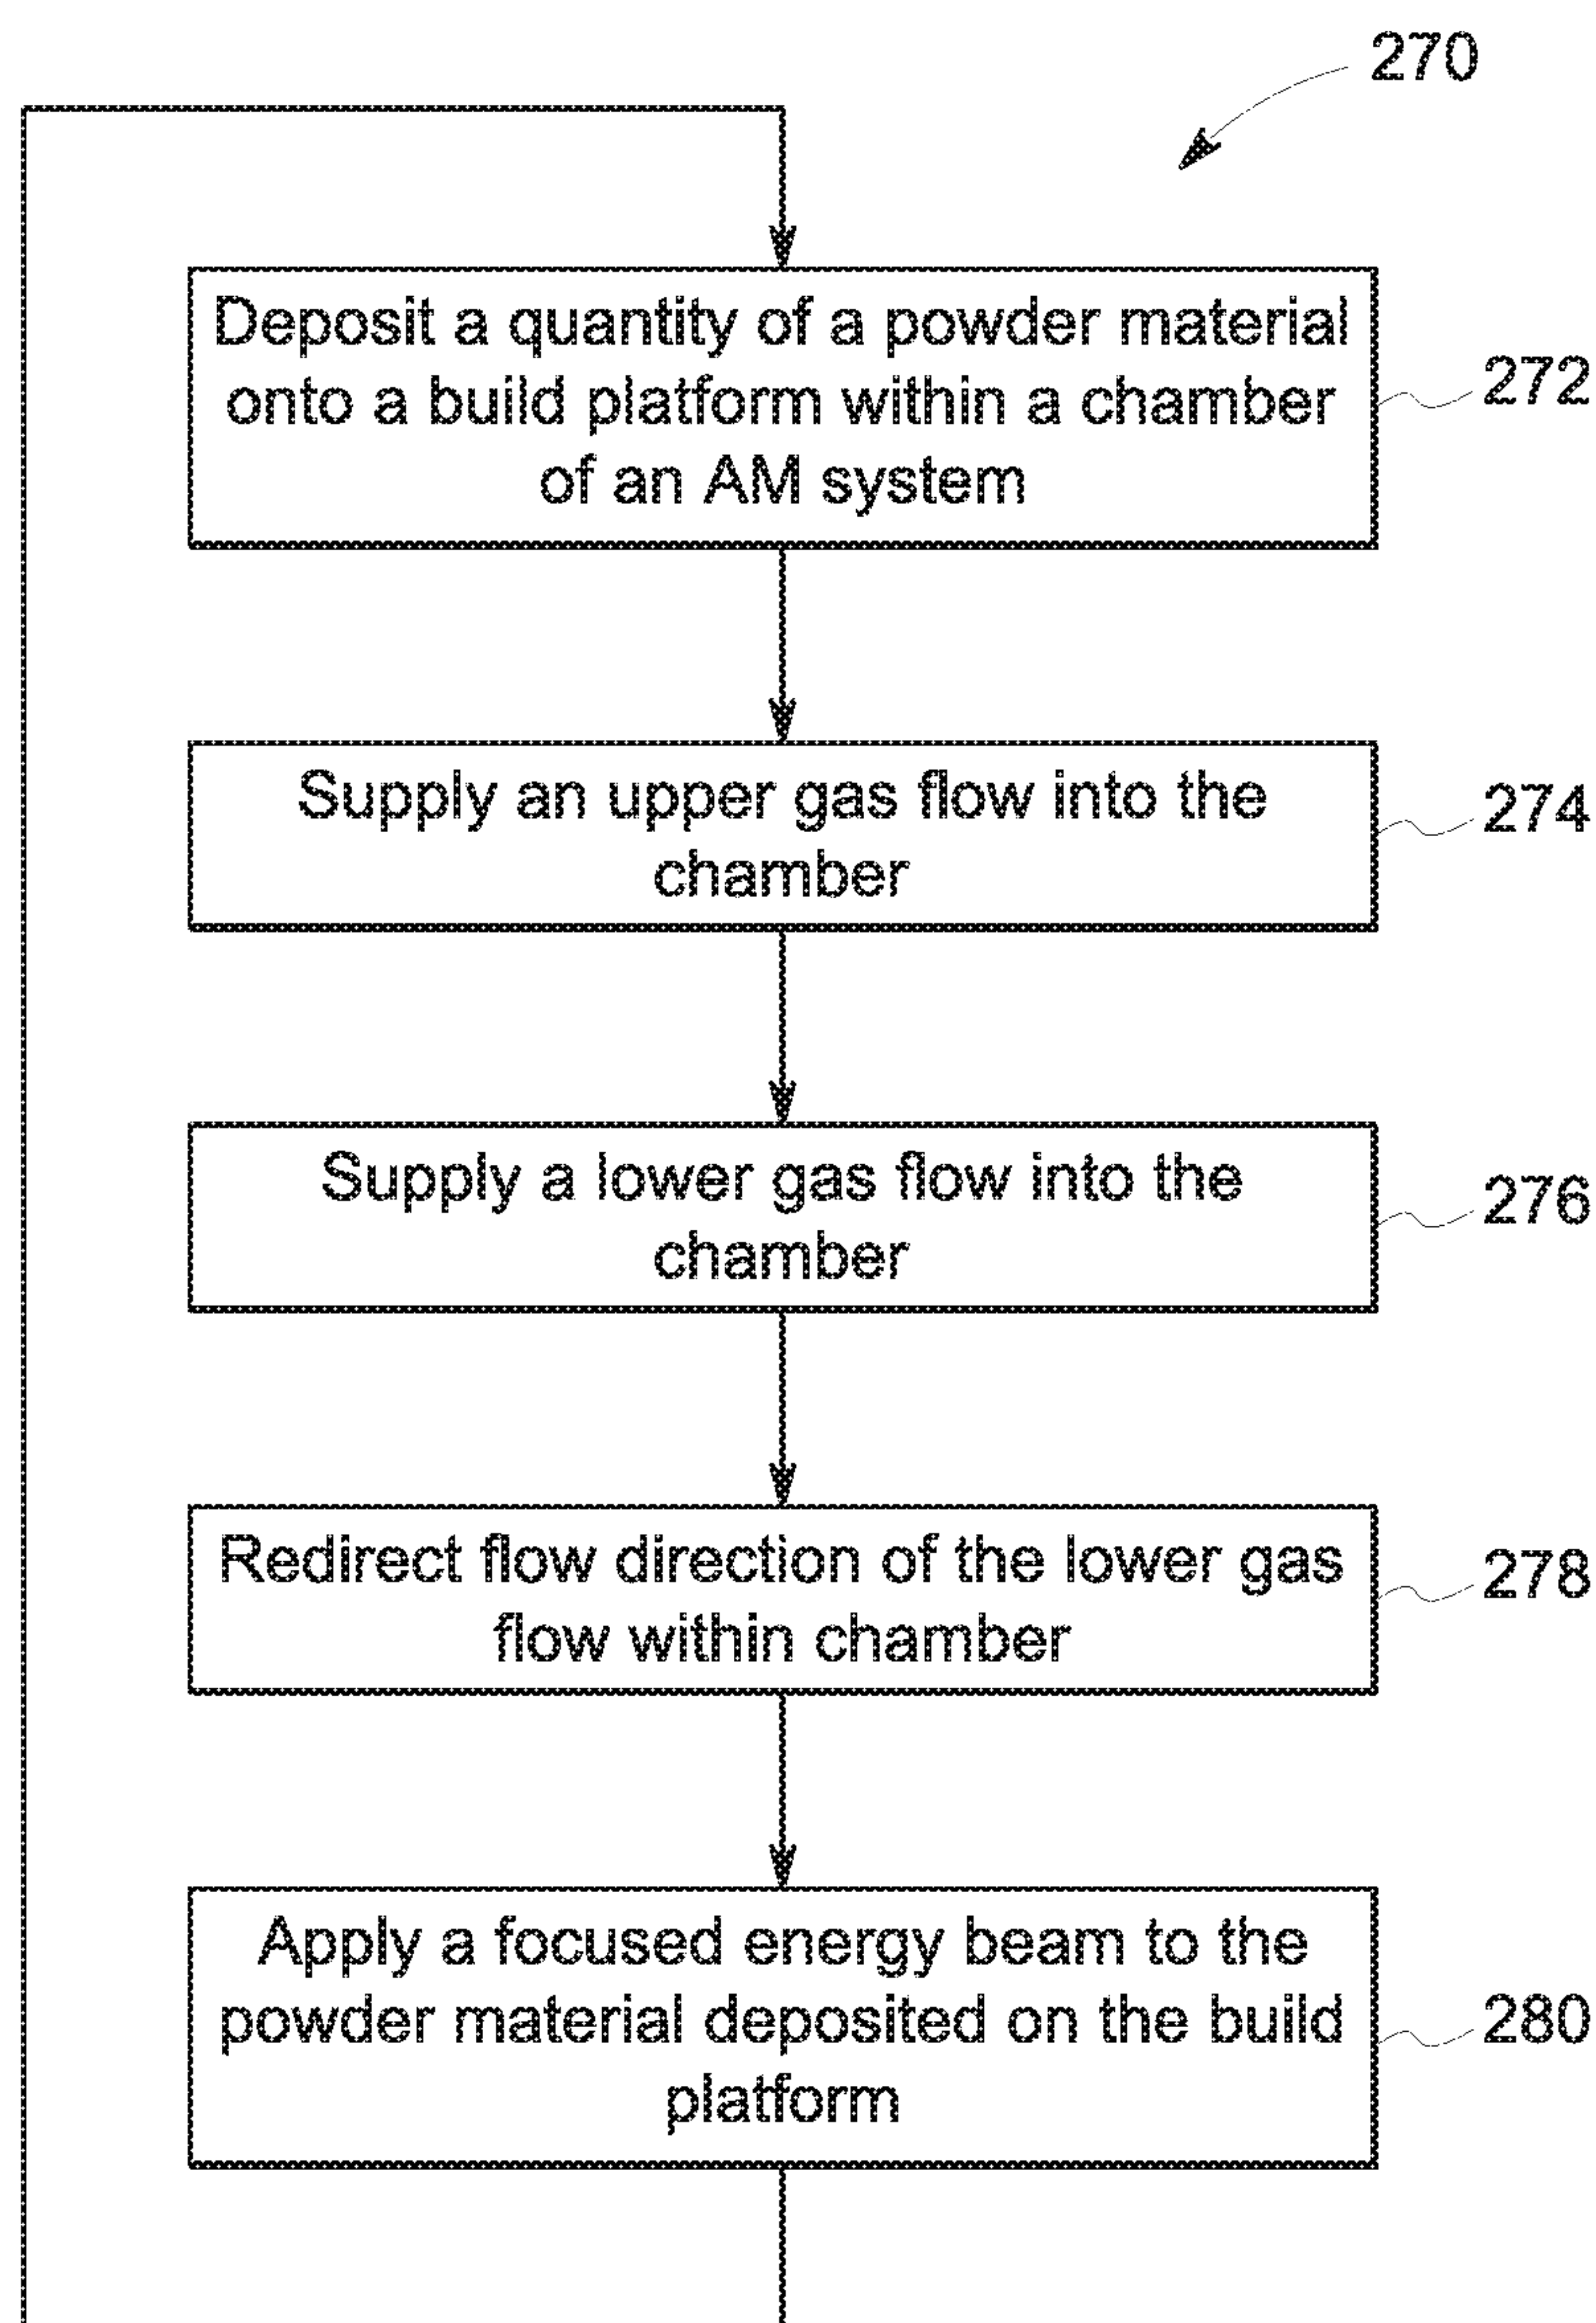 270
Deposit a quantity of a powder material
onto a build platform within a chamber
of an AM system
272
Supply an upper gas flow into the
chamber
274
Supply a lower gas flow into the
chamber
276
Redirect flow direction of the lower gas
flow within chamber
278
Apply a focused energy beam to the
powder material deposited on the build
platform
280